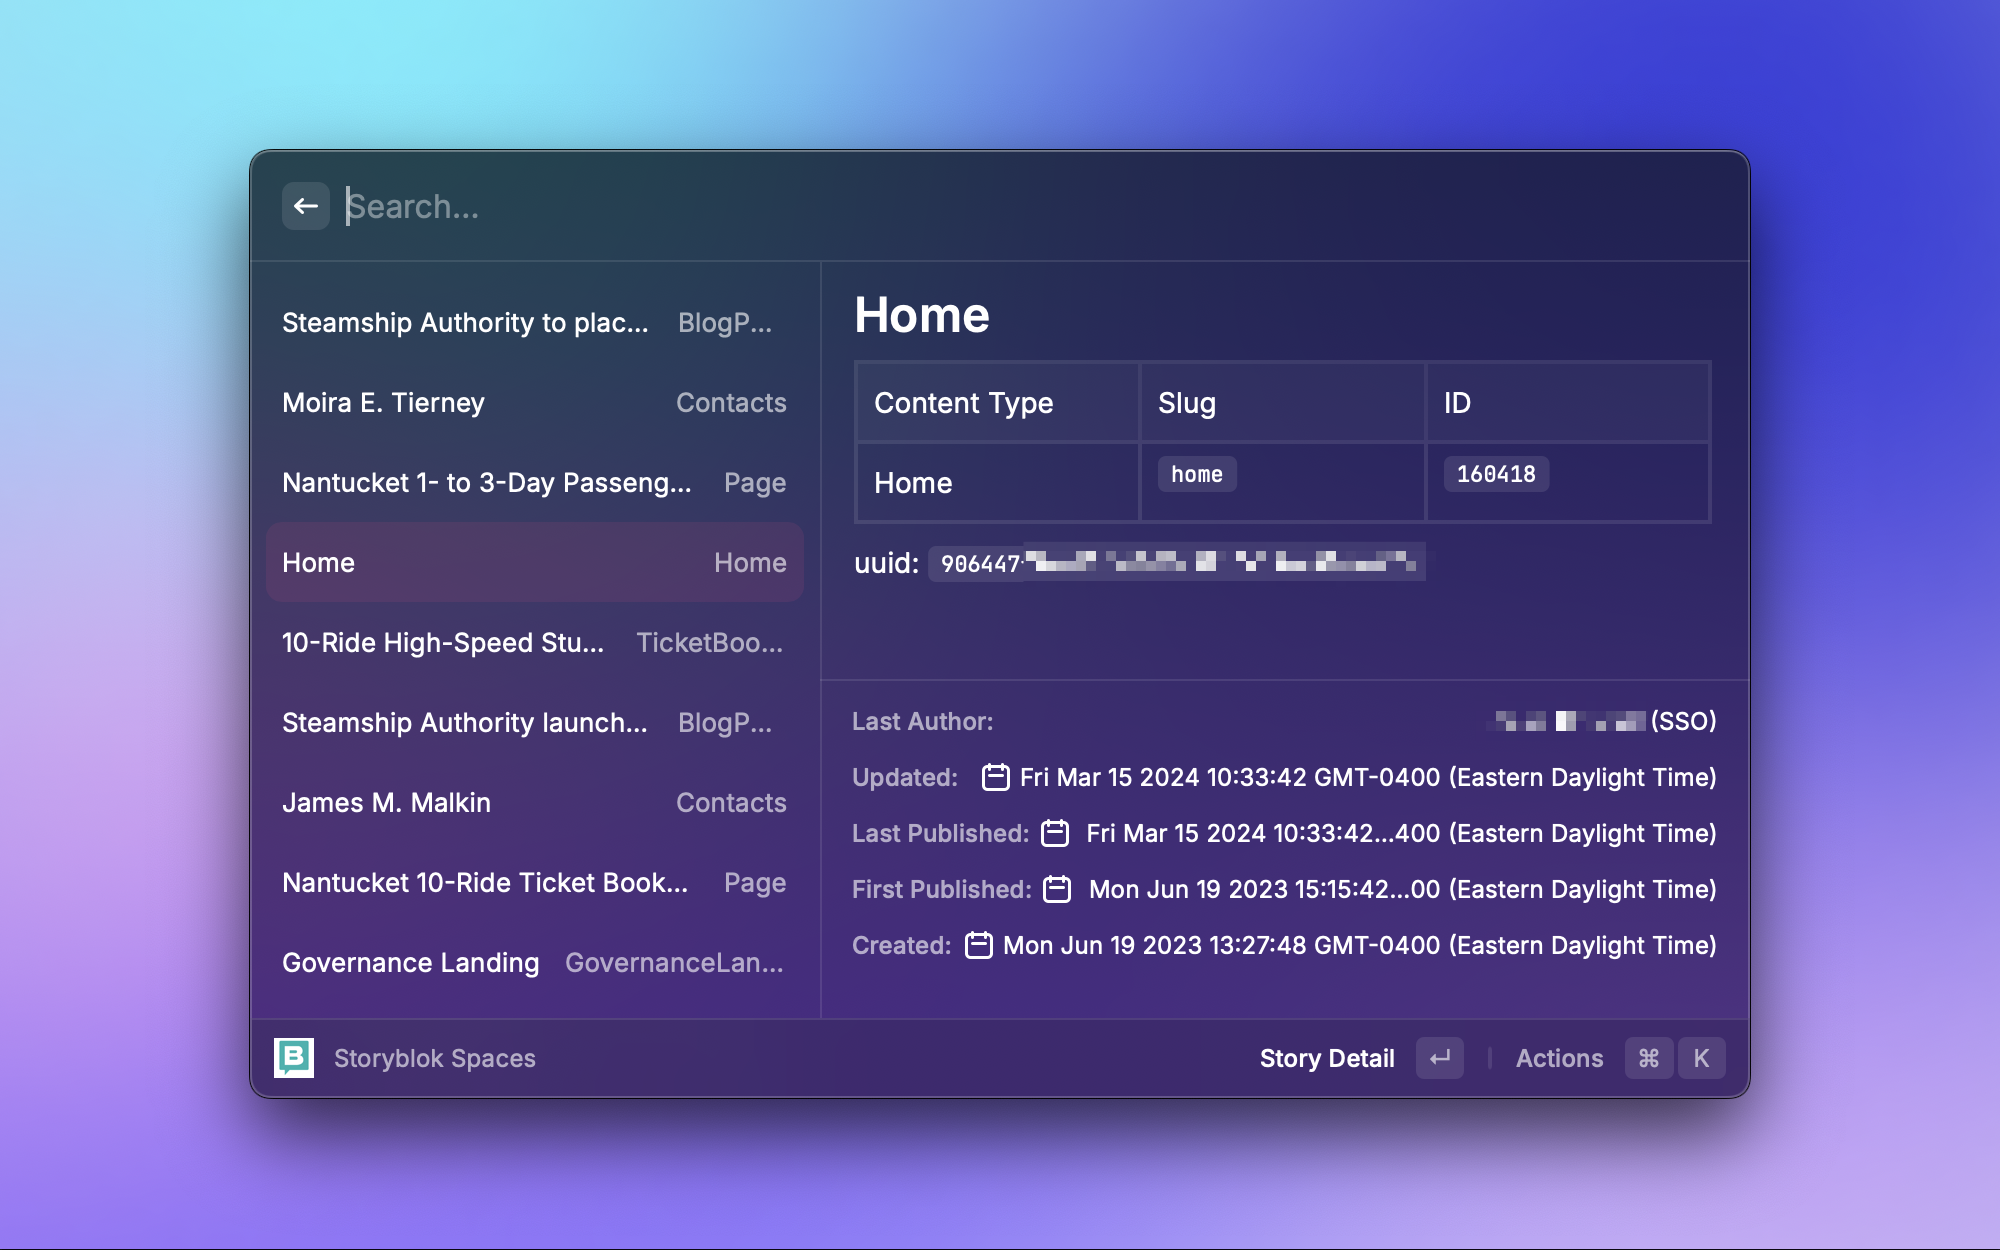 Search...
Steamship Authority to plac... BlogP...
Moira E. Tierney Contacts
Nantucket 1- to 3-Day Passeng... Page
Home Home
10-Ride High-Speed Stu... TicketBoo...
Steamship Authority launch... BlogP...
James M. Malkin Contacts
Nantucket 10-Ride Ticket Book... Page
Governance Landing GovernanceLan...
Home
Content Type Slug ID
Home home 160418
uuid: 906447
Last Author: (SSO)
Updated: Fri Mar 15 2024 10:33:42 GMT-0400 (Eastern Daylight Time)
Last Published: Fri Mar 15 2024 10:33:42...400 (Eastern Daylight Time)
First Published: Mon Jun 19 2023 15:15:42...00 (Eastern Daylight Time)
Created: Mon Jun 19 2023 13:27:48 GMT-0400 (Eastern Daylight Time)
B Storyblok Spaces
Story Detail ↵ Actions ⌘ K